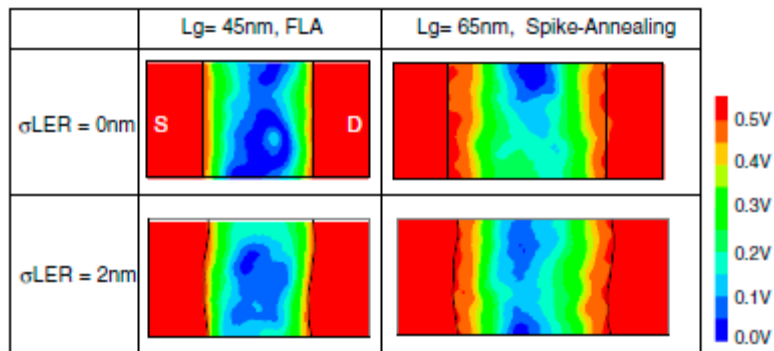 Lg= 45nm, FLA
Lg= 65nm, Spike-Annealing
σLER = 0nm
S
D
σLER = 2nm
0.5V
0.4V
0.3V
0.2V
0.1V
0.0V